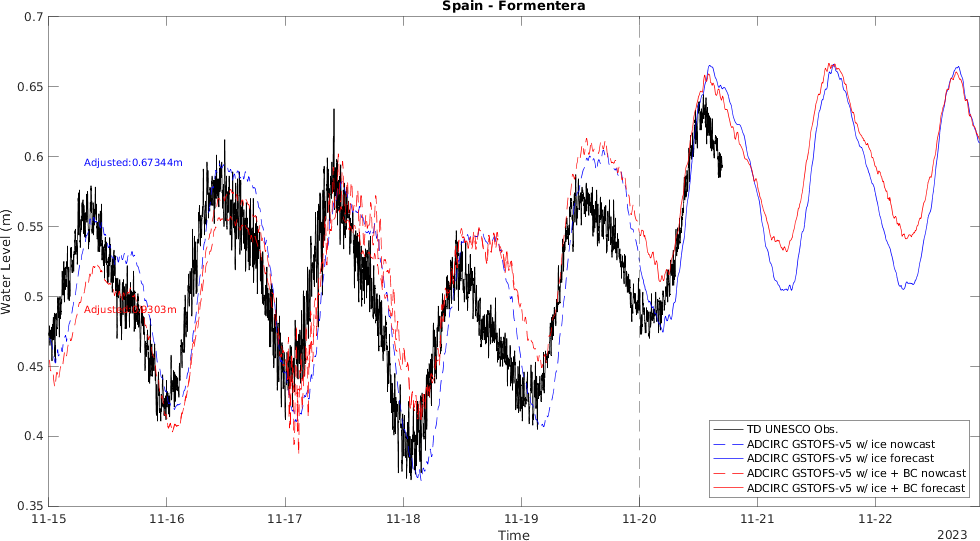 Spain - Formentera
Water Level (m)
0.7
0.65
0.6
0.55
0.5
0.45
0.4
0.35
Adjusted:0.67344m
11-15
11-16
11-17
11-18
11-19
11-20
11-21
11-22
Time
2023
TD UNESCO Obs.
ADCIRC GSTOFS-v5 w/ ice nowcast
ADCIRC GSTOFS-v5 w/ ice forecast
ADCIRC GSTOFS-v5 w/ ice + BC nowcast
ADCIRC GSTOFS-v5 w/ ice + BC forecast